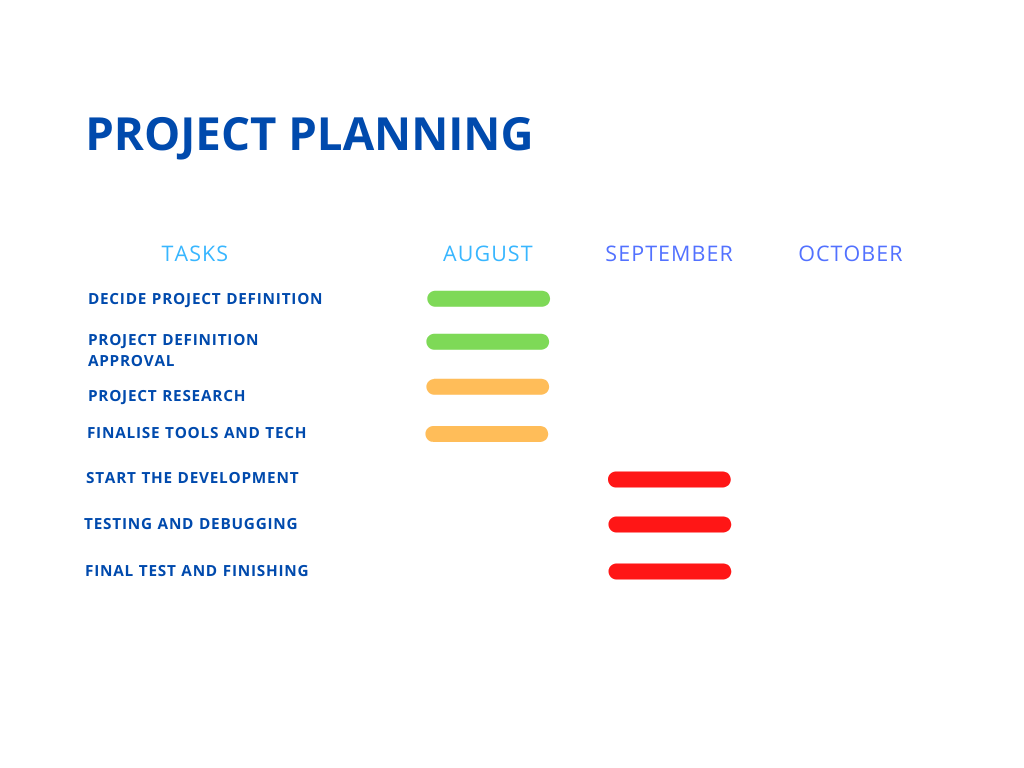 PROJECT PLANNING
TASKS AUGUST SEPTEMBER OCTOBER
DECIDE PROJECT DEFINITION
PROJECT DEFINITION
APPROVAL
PROJECT RESEARCH
FINALISE TOOLS AND TECH
START THE DEVELOPMENT
TESTING AND DEBUGGING
FINAL TEST AND FINISHING